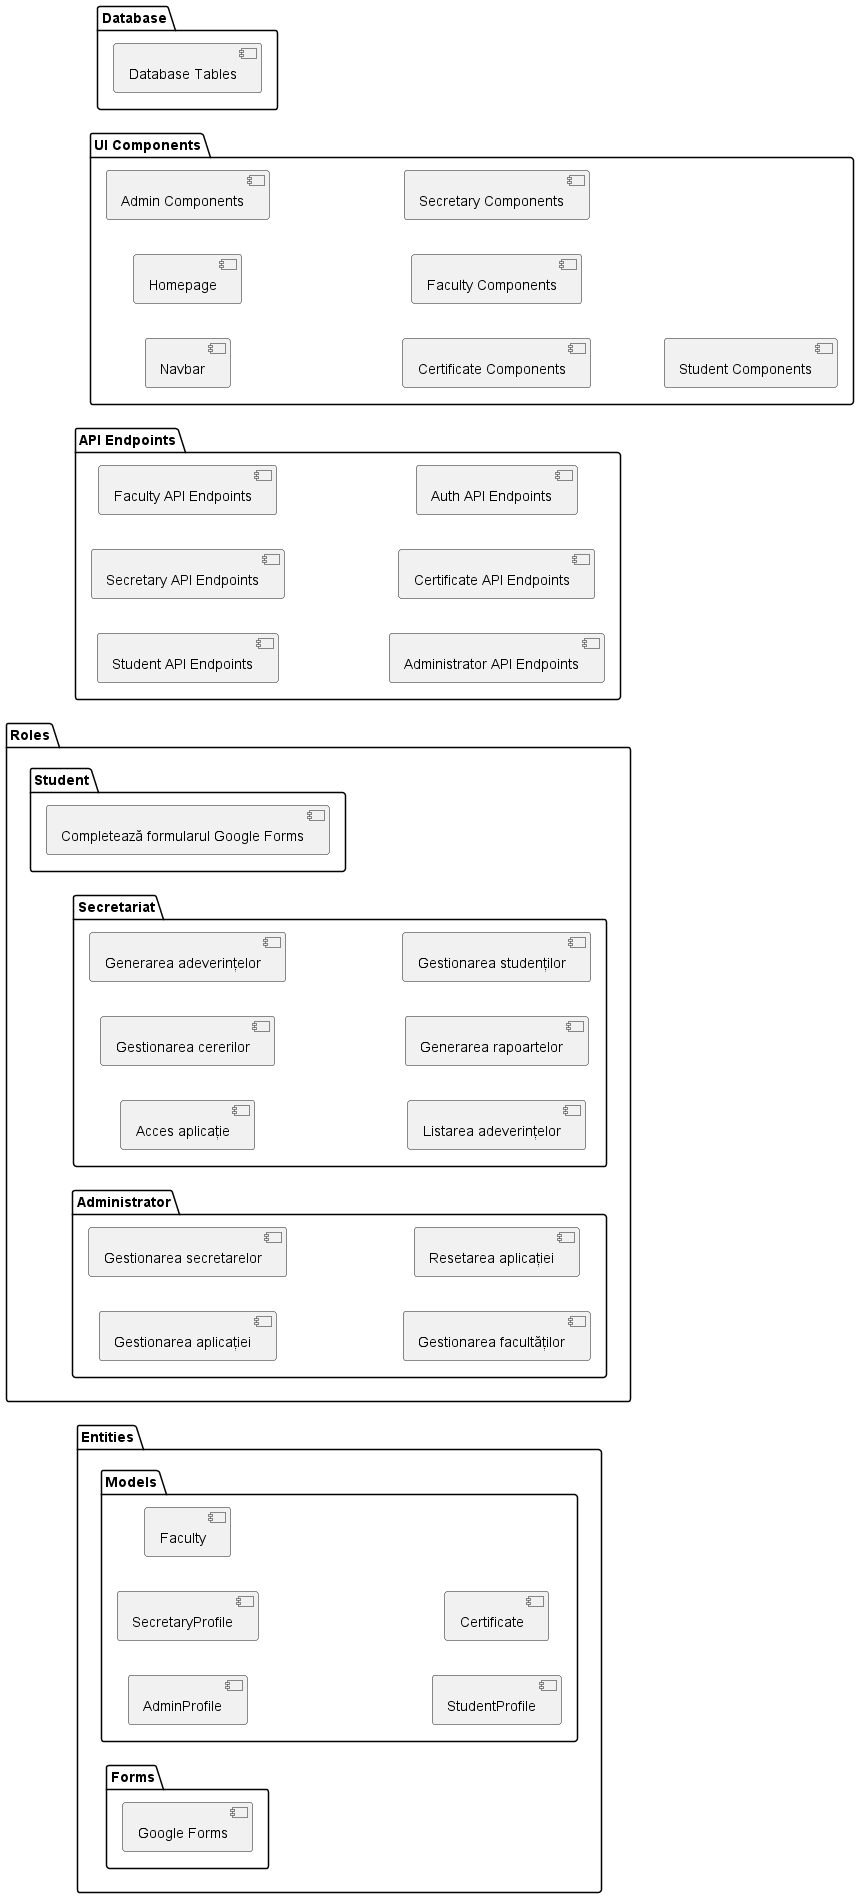 Database
Database Tables
UI Components
Admin Components
Secretary Components
Homepage
Faculty Components
Navbar
Certificate Components
Student Components
API Endpoints
Faculty API Endpoints
Auth API Endpoints
Secretary API Endpoints
Certificate API Endpoints
Student API Endpoints
Administrator API Endpoints
Roles
Student
Completează formularul Google Forms
Secretariat
Generarea adeverințelor
Gestionarea studenților
Gestionarea cererilor
Generarea rapoartelor
Acces aplicație
Listarea adeverințelor
Administrator
Gestionarea secretarelor
Resetarea aplicației
Gestionarea aplicației
Gestionarea facultăților
Entities
Models
Faculty
SecretaryProfile
Certificate
AdminProfile
StudentProfile
Forms
Google Forms